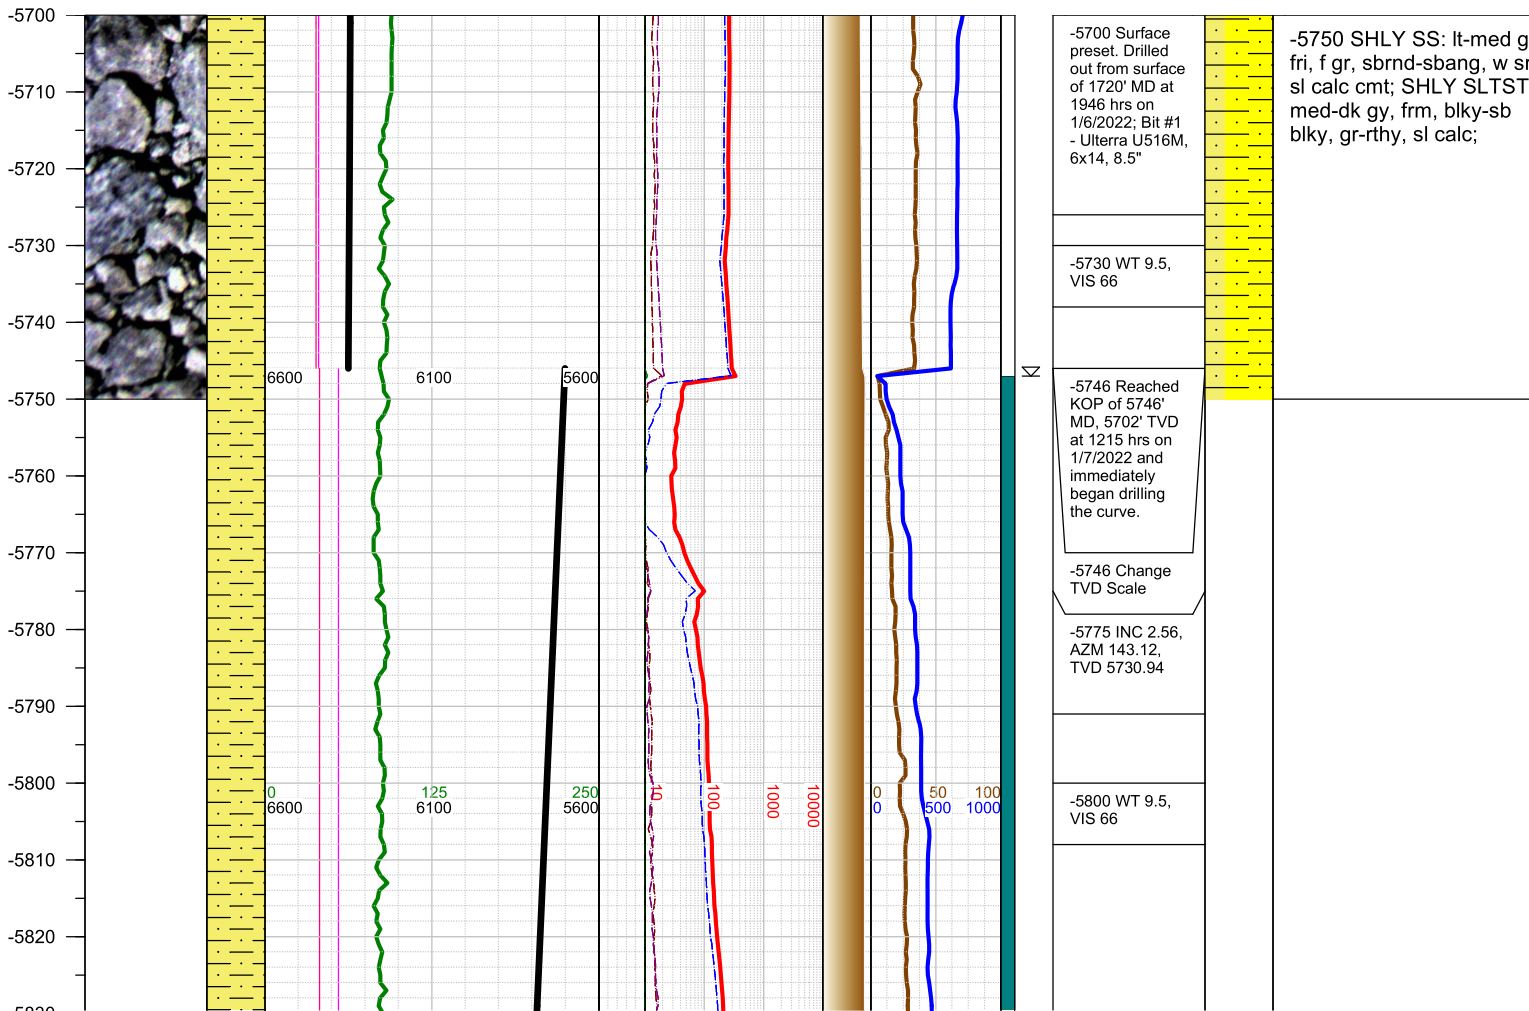 -5700
-5710
-5720
-5730
-5740
-5750
-5760
-5770
-5780
-5790
-5800
-5810
-5820
6600 6100 5600
0 125 250
6600 6100 5600
10 100 1000 10000
0 50 100
0 500 1000
-5700 Surface
preset. Drilled
out from surface
of 1720' MD at
1946 hrs on
1/6/2022; Bit #1
- Ulterra U516M,
6x14, 8.5"
-5730 WT 9.5,
VIS 66
-5746 Reached
KOP of 5746'
MD, 5702' TVD
at 1215 hrs on
1/7/2022 and
immediately
began drilling
the curve.
-5746 Change
TVD Scale
-5775 INC 2.56,
AZM 143.12,
TVD 5730.94
-5800 WT 9.5,
VIS 66
-5750 SHLY SS: lt-med g
fri, f gr, sbrnd-sbang, w sr
sl calc cmt; SHLY SLTST
med-dk gy, frm, blky-sb
blky, gr-rthy, sl calc;